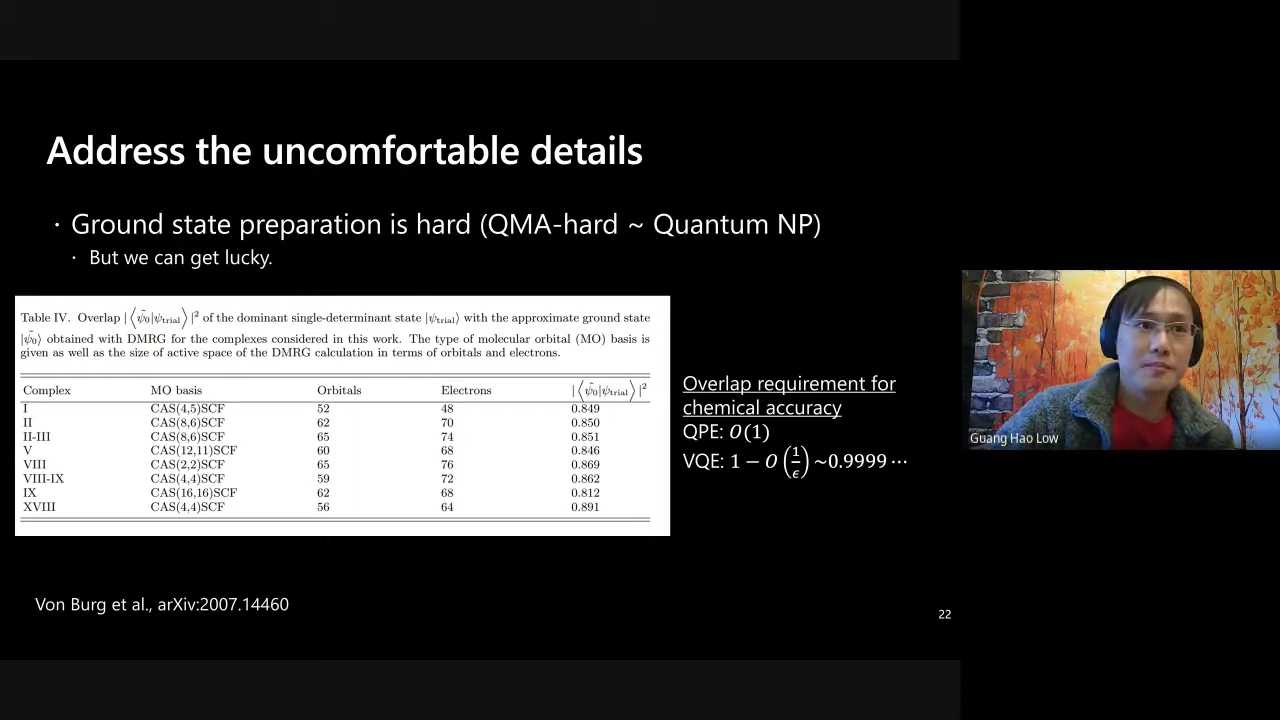 Address the uncomfortable details
· Ground state preparation is hard (QMA-hard ~ Quantum NP)
· But we can get lucky.
Table IV. Overlap |⟨ψ̃₀|ψtrial⟩|² of the dominant single-determinant state |ψtrial⟩ with the approximate ground state
|ψ̃₀⟩ obtained with DMRG for the complexes considered in this work. The type of molecular orbital (MO) basis is
given as well as the size of active space of the DMRG calculation in terms of orbitals and electrons.
Complex MO basis Orbitals Electrons |⟨ψ̃₀|ψtrial⟩|²
I CAS(4,5)SCF 52 48 0.849
II CAS(8,6)SCF 62 70 0.850
II-III CAS(8,6)SCF 65 74 0.851
V CAS(12,11)SCF 60 68 0.846
VIII CAS(2,2)SCF 65 76 0.869
VIII-IX CAS(4,4)SCF 59 72 0.862
IX CAS(16,16)SCF 62 68 0.812
XVIII CAS(4,4)SCF 56 64 0.891
Overlap requirement for
chemical accuracy
QPE: O(1)
VQE: 1 − O(1/ϵ) ~0.9999 ⋯
Guang Hao Low
Von Burg et al., arXiv:2007.14460
22